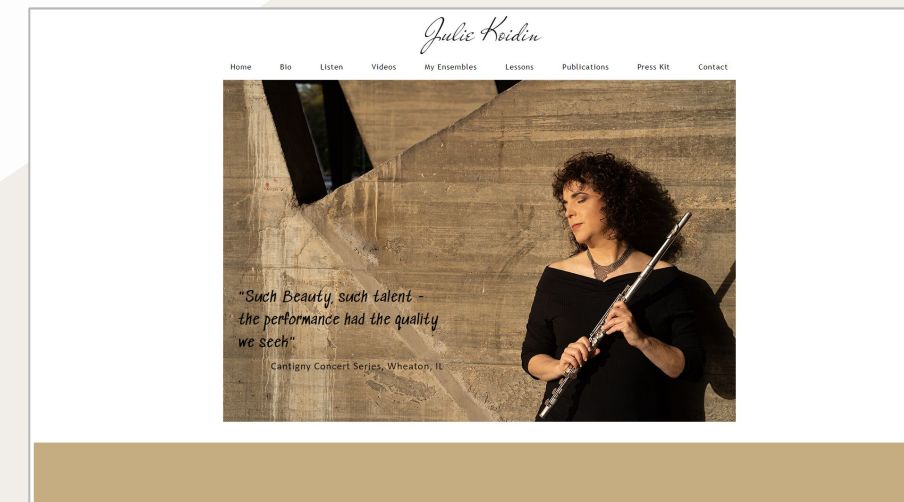 Julie Koidin
Home Bio Listen Videos My Ensembles Lessons Publications Press Kit Contact
"Such Beauty, such talent -
the performance had the quality
we seek"
Cantigny Concert Series, Wheaton, IL